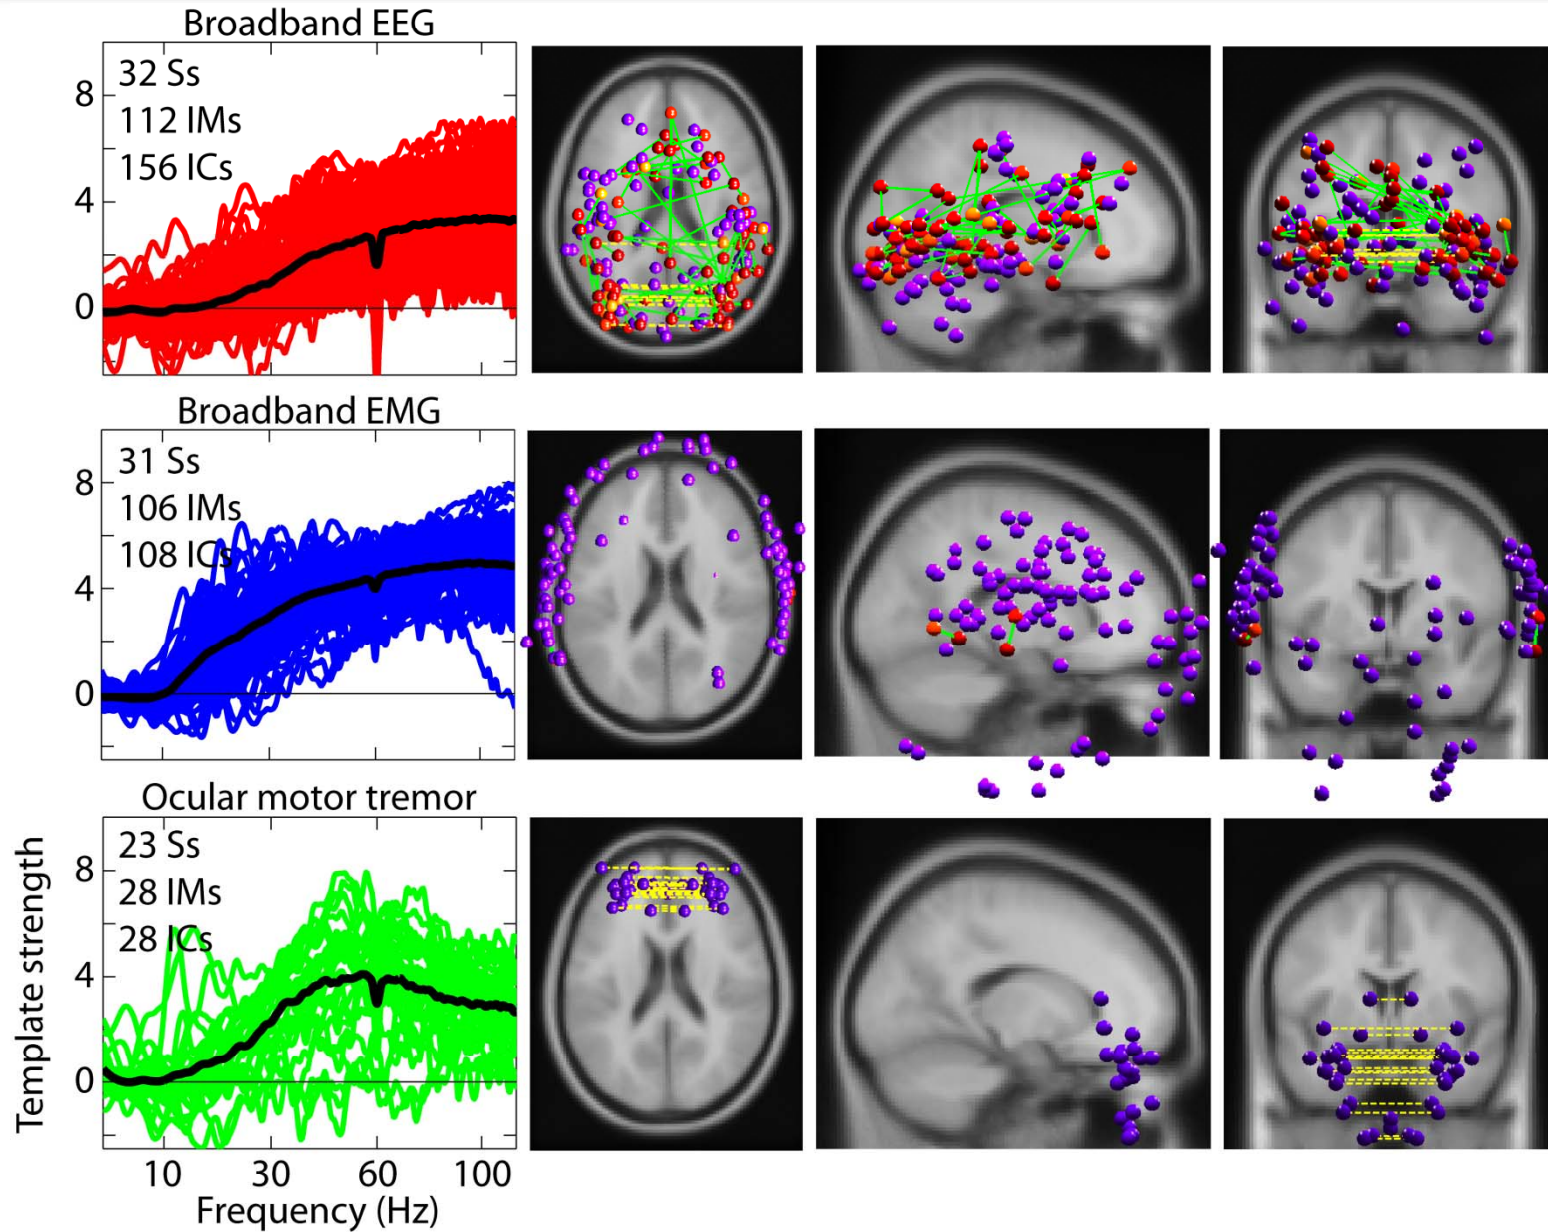 Broadband EEG
8
4
0
32 Ss
112 IMs
156 ICs
Broadband EMG
8
4
0
31 Ss
106 IMs
108 ICs
Ocular motor tremor
Template strength
8
4
0
23 Ss
28 IMs
28 ICs
10 30 60 100
Frequency (Hz)